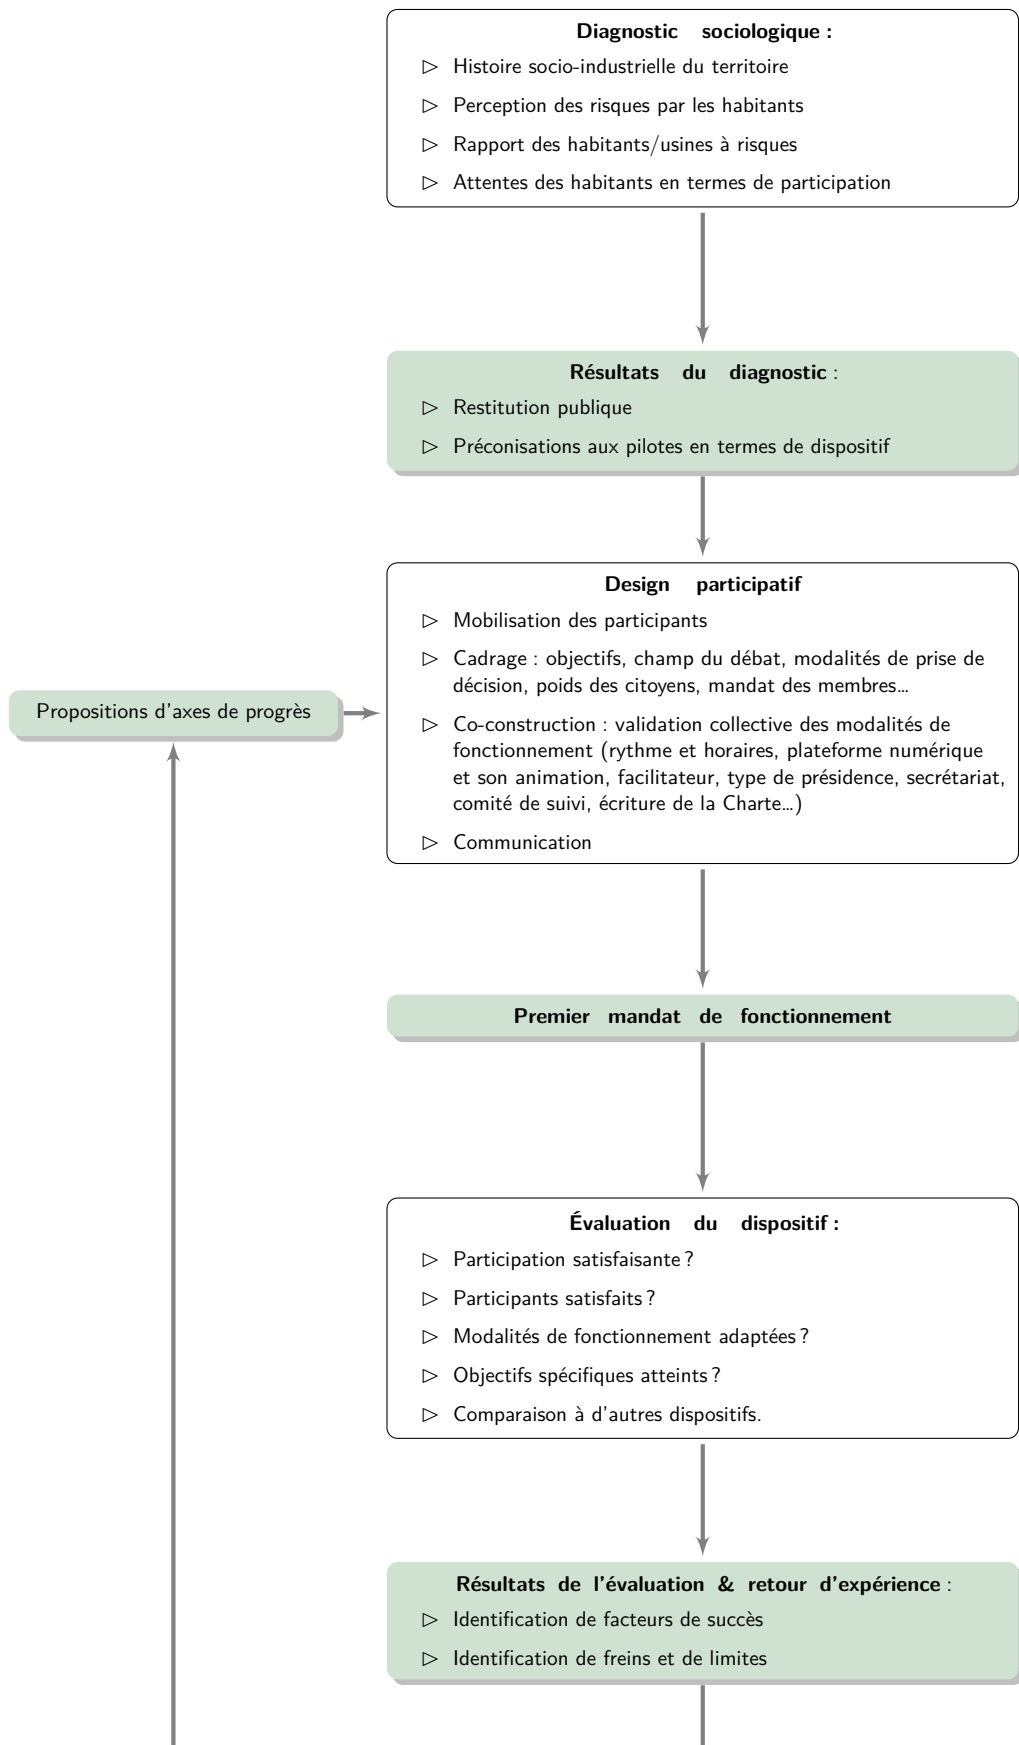 Diagnostic sociologique :
▷ Histoire socio-industrielle du territoire
▷ Perception des risques par les habitants
▷ Rapport des habitants/usines à risques
▷ Attentes des habitants en termes de participation
Résultats du diagnostic :
▷ Restitution publique
▷ Préconisations aux pilotes en termes de dispositif
Design participatif
▷ Mobilisation des participants
▷ Cadrage : objectifs, champ du débat, modalités de prise de
décision, poids des citoyens, mandat des membres…
▷ Co-construction : validation collective des modalités de
fonctionnement (rythme et horaires, plateforme numérique
et son animation, facilitateur, type de présidence, secrétariat,
comité de suivi, écriture de la Charte…)
▷ Communication
Propositions d'axes de progrès
Premier mandat de fonctionnement
Évaluation du dispositif :
▷ Participation satisfaisante ?
▷ Participants satisfaits ?
▷ Modalités de fonctionnement adaptées ?
▷ Objectifs spécifiques atteints ?
▷ Comparaison à d'autres dispositifs.
Résultats de l'évaluation & retour d'expérience :
▷ Identification de facteurs de succès
▷ Identification de freins et de limites